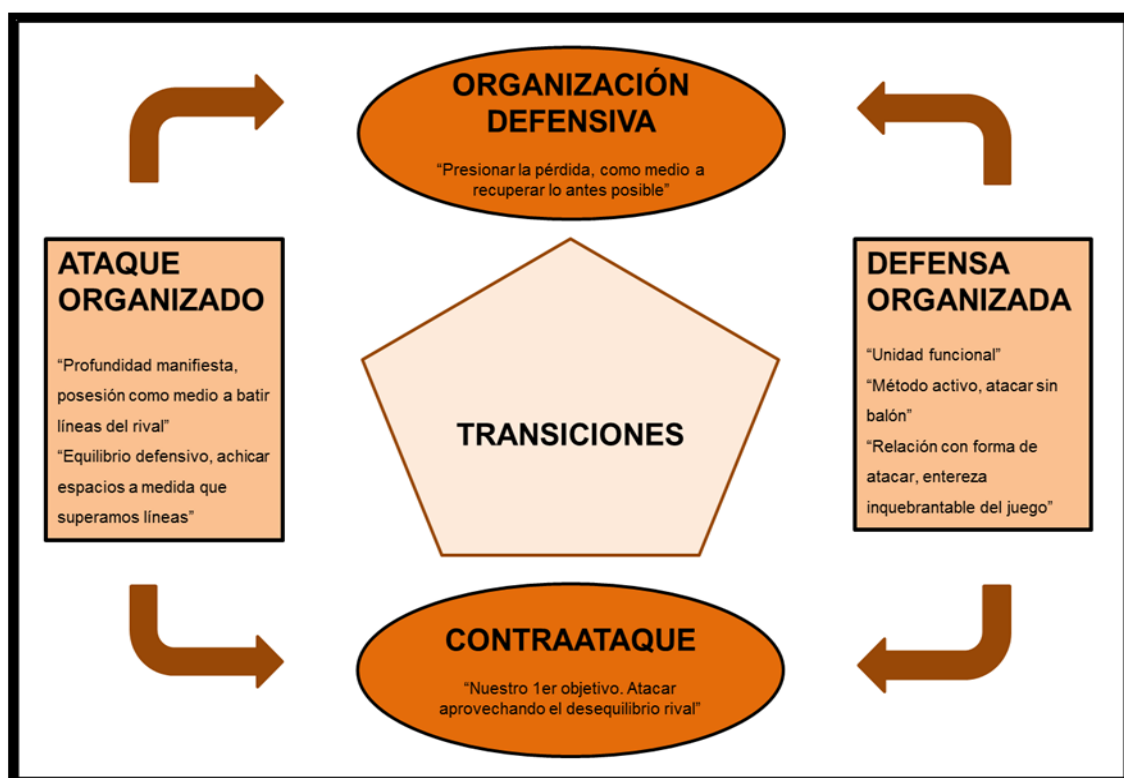 ORGANIZACIÓN
DEFENSIVA
“Presionar la pérdida, como medio a
recuperar lo antes posible”
ATAQUE
ORGANIZADO
“Profundidad manifiesta,
posesión como medio a batir
líneas del rival”
“Equilibrio defensivo, achicar
espacios a medida que
superamos líneas”
TRANSICIONES
DEFENSA
ORGANIZADA
“Unidad funcional”
“Método activo, atacar sin
balón”
“Relación con forma de
atacar, entereza
inquebrantable del juego”
CONTRAATAQUE
“Nuestro 1er objetivo. Atacar
aprovechando el desequilibrio rival”